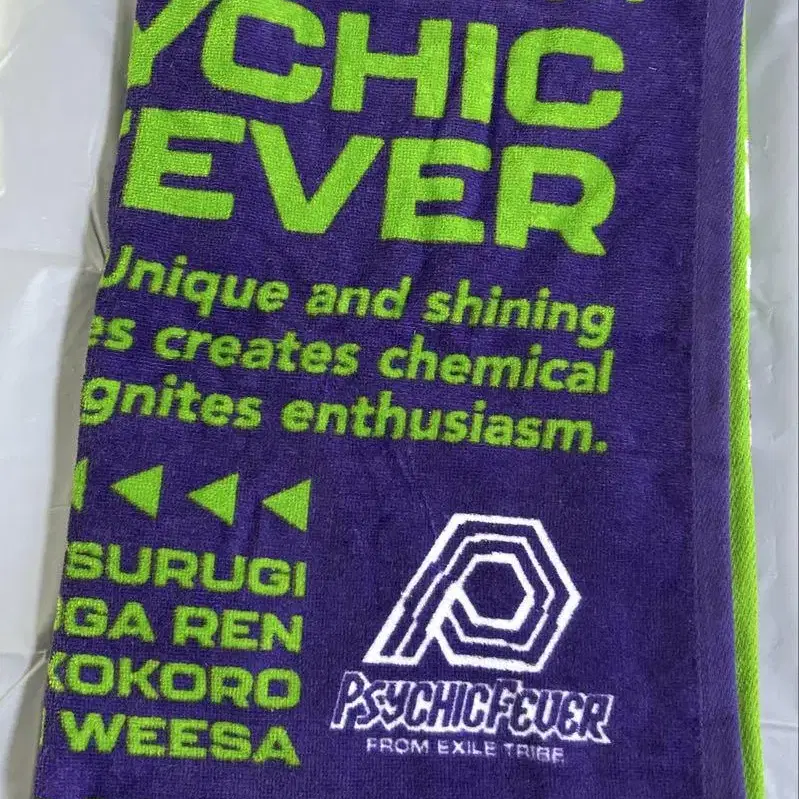 YCHIC
EVER
Unique and shining
es creates chemical
gnites enthusiasm.
SURUGI
GA REN
KOKORO
WEESA
PSYCHICFEVER
FROM EXILE TRIBE